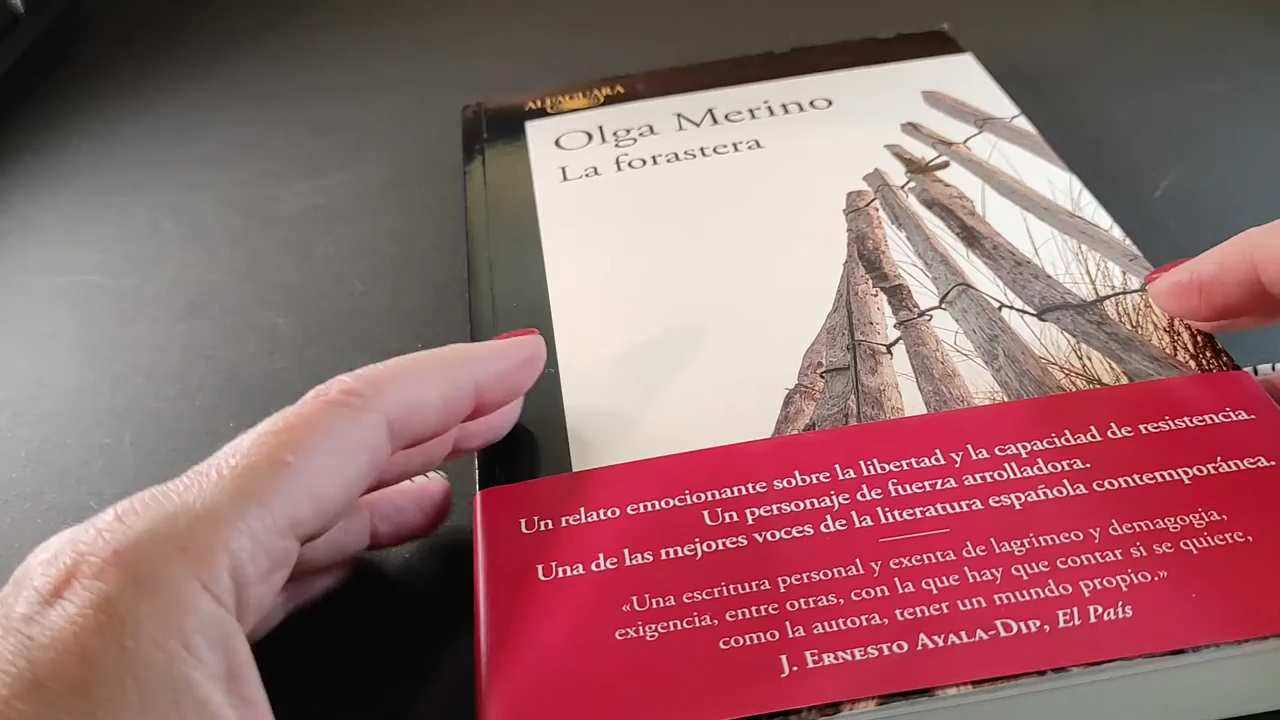 ALFAGUARA
Olga Merino
La forastera
Un relato emocionante sobre la libertad y la capacidad de resistencia.
Un personaje de fuerza arrolladora.
Una de las mejores voces de la literatura española contemporánea.
«Una escritura personal y exenta de lagrimeo y demagogia,
exigencia, entre otras, con la que hay que contar si se quiere,
como la autora, tener un mundo propio.»
J. ERNESTO AYALA-DIP, El País